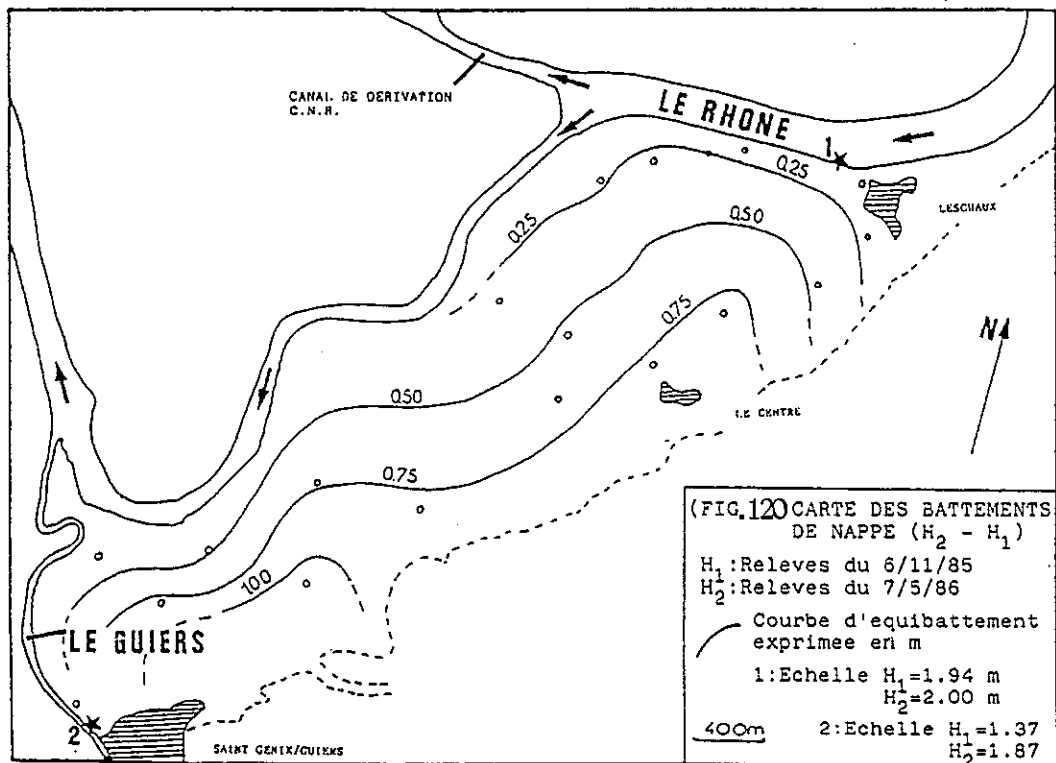 CANAL DE DERIVATION
C.N.R.
LE RHONE
1
0.25
LESCHAUX
0.25
0.50
0.75
N
0.50
LE CENTRE
0.75
1.00
LE GUIERS
2
SAINT GENIX/GUIERS
(FIG.120 CARTE DES BATTEMENTS
DE NAPPE (H2 - H1)
H1:Releves du 6/11/85
H2:Releves du 7/5/86
Courbe d'equibattement
exprimee en m
1:Echelle H1=1.94 m
H2=2.00 m
400m 2:Echelle H1=1.37
H2=1.87